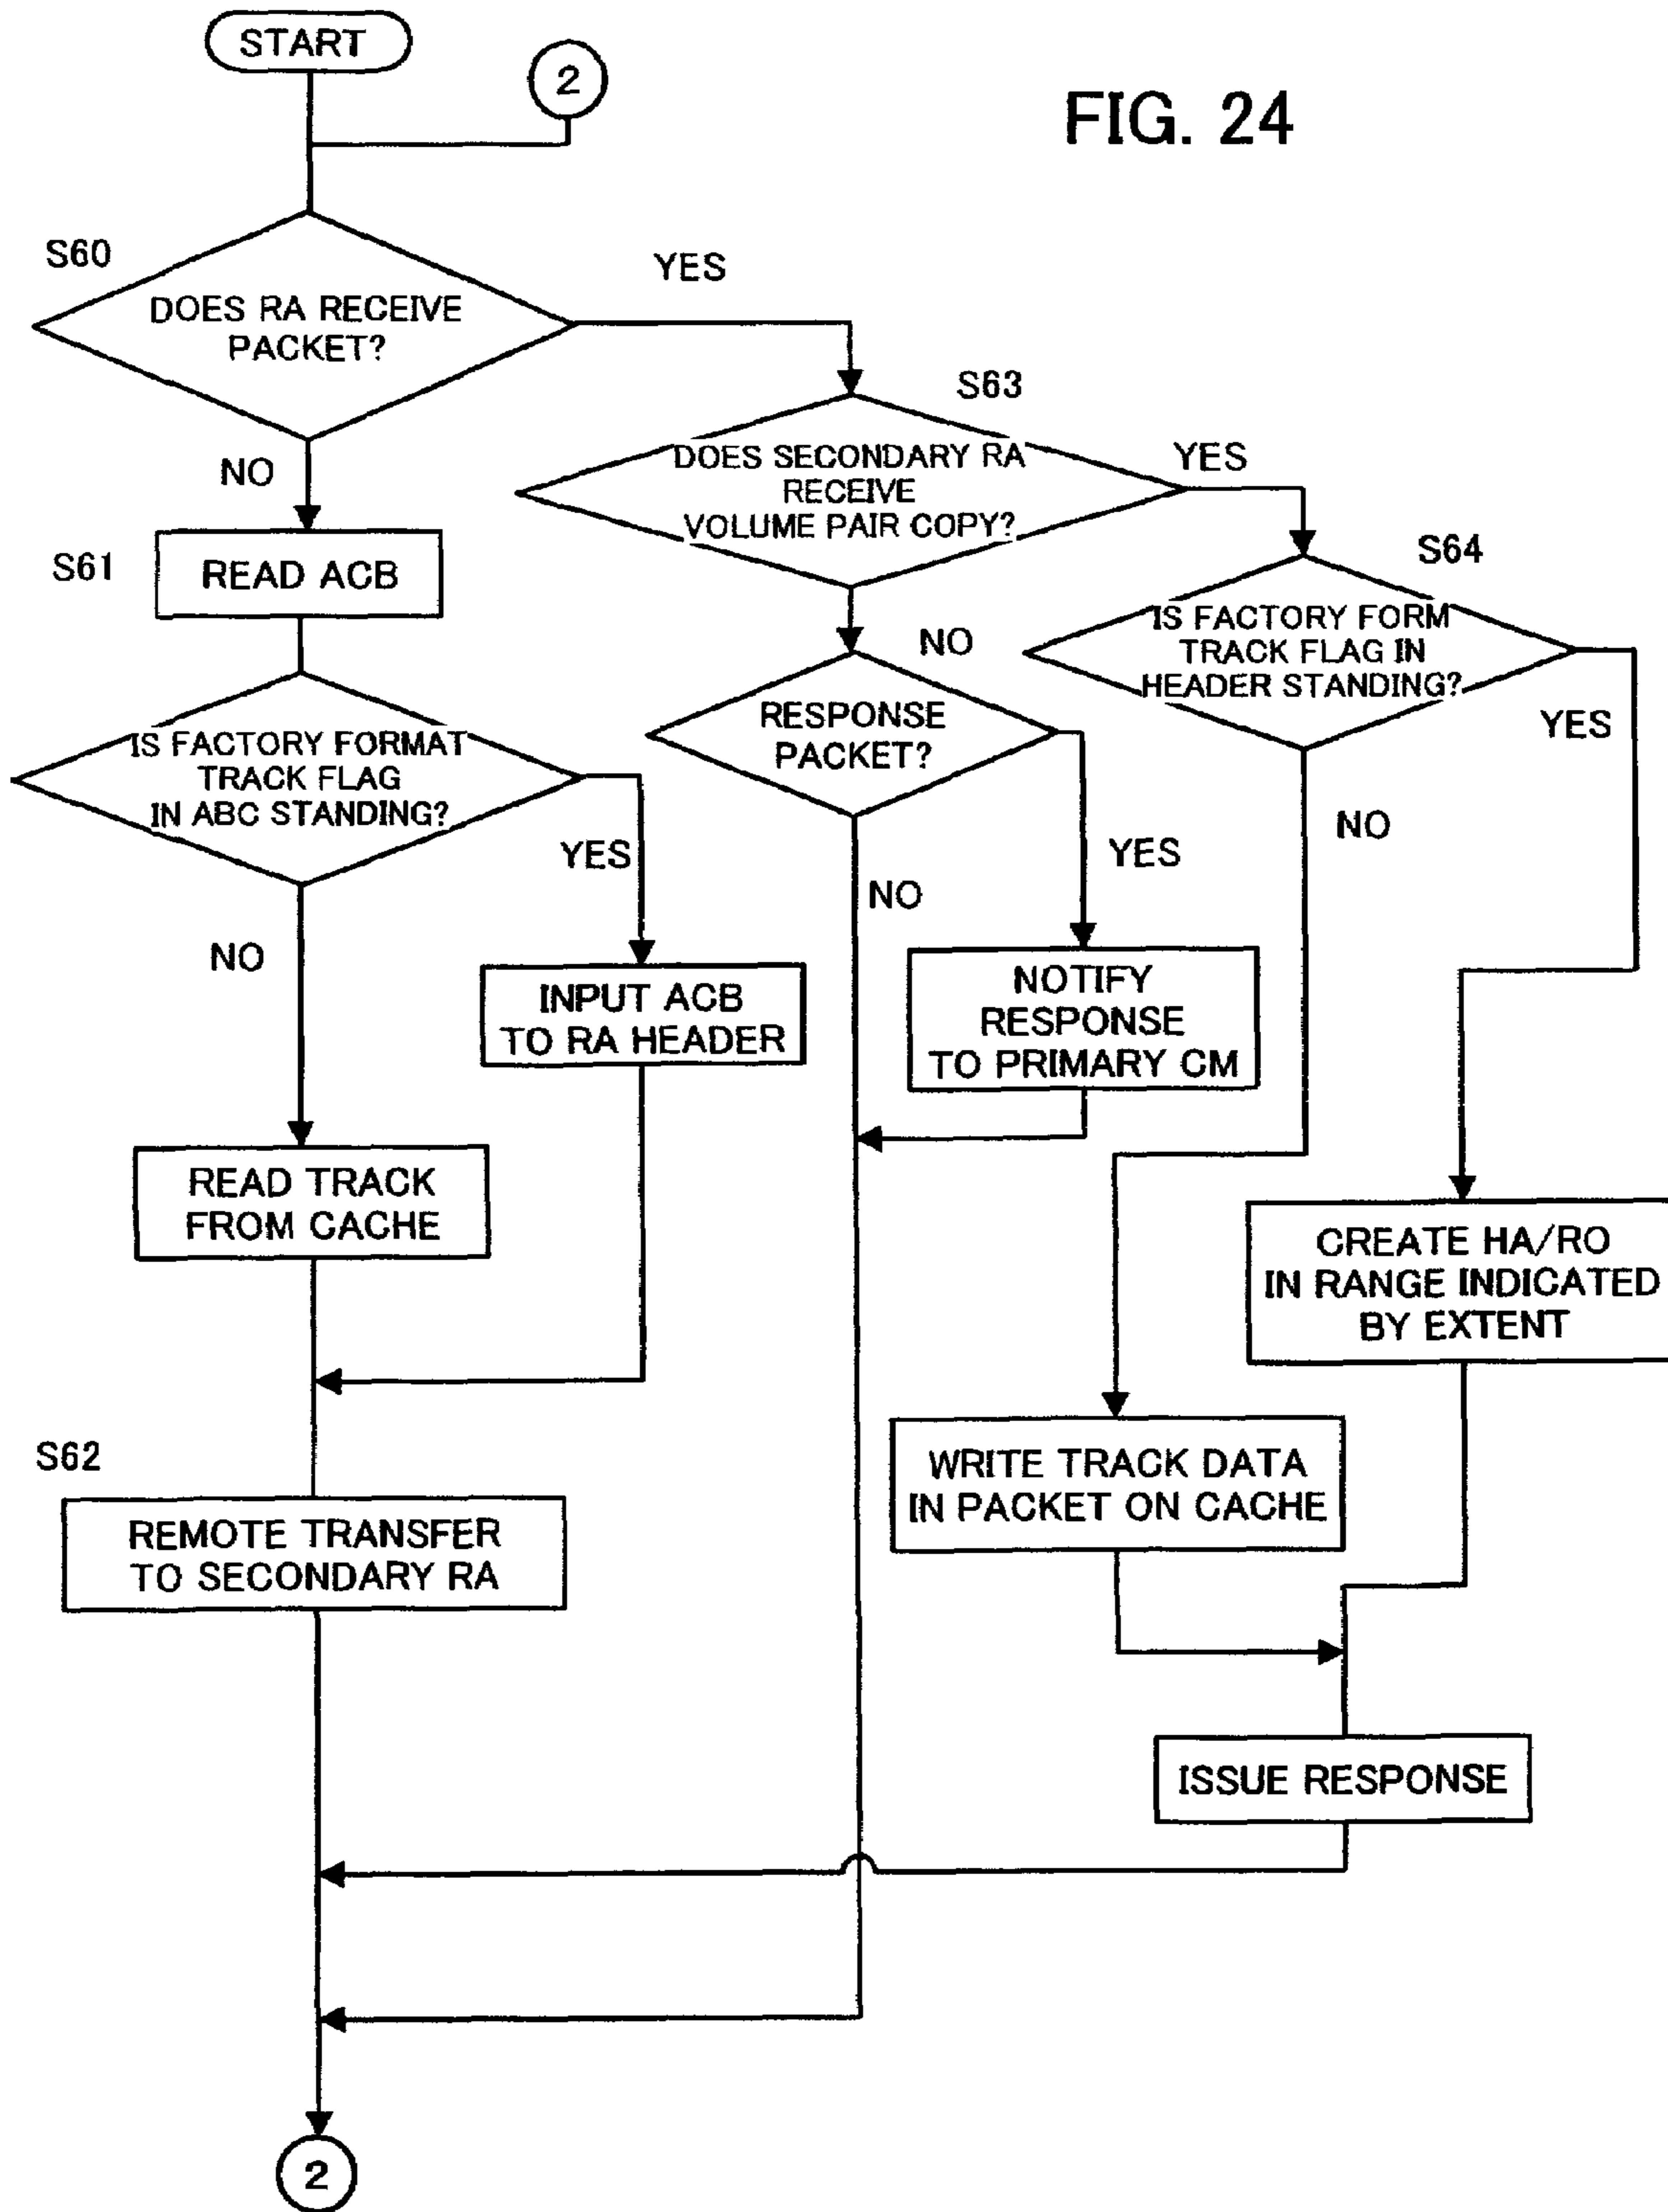 START
2
FIG. 24
S60
YES
DOES RA RECEIVE
PACKET?
S63
NO
DOES SECONDARY RA
RECEIVE
VOLUME PAIR COPY?
YES
S61
READ ACB
S64
NO
IS FACTORY FORM
TRACK FLAG IN
HEADER STANDING?
IS FACTORY FORMAT
TRACK FLAG
IN ABC STANDING?
RESPONSE
PACKET?
YES
NO
YES
YES
NO
NO
INPUT ACB
TO RA HEADER
NOTIFY
RESPONSE
TO PRIMARY CM
READ TRACK
FROM CACHE
CREATE HA/R0
IN RANGE INDICATED
BY EXTENT
S62
WRITE TRACK DATA
IN PACKET ON CACHE
REMOTE TRANSFER
TO SECONDARY RA
ISSUE RESPONSE
2